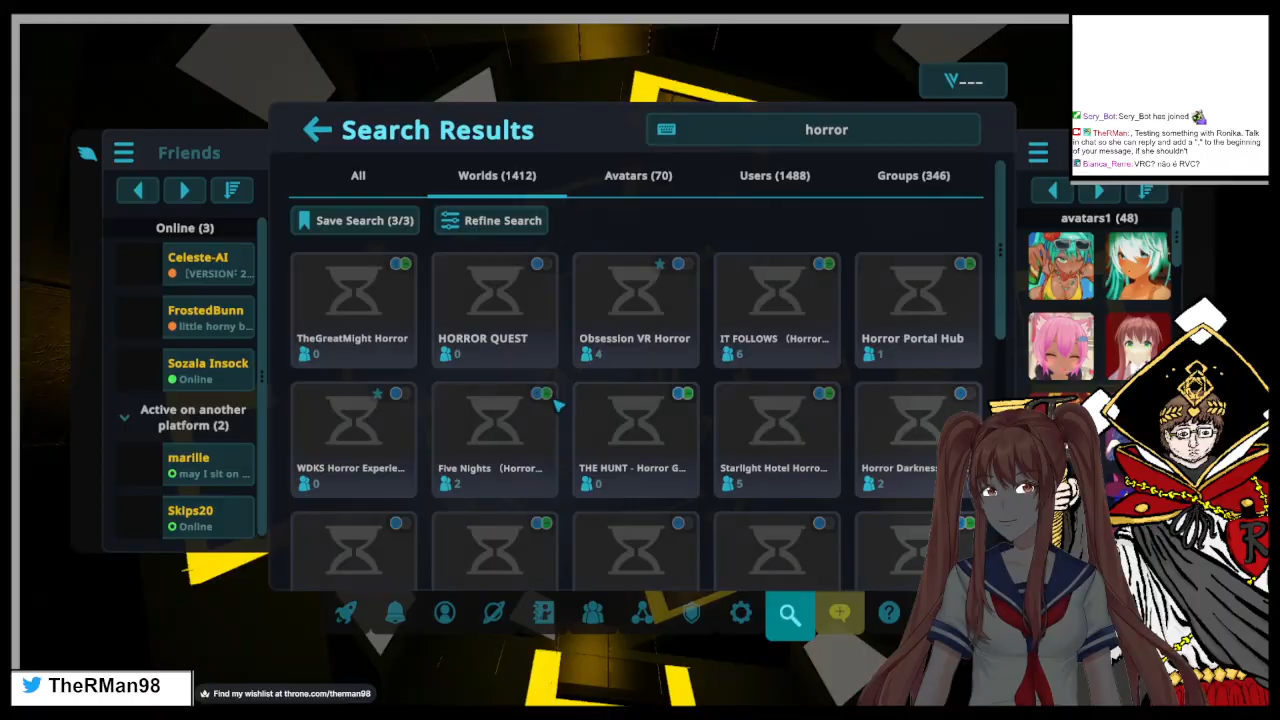 V---
Search Results
horror
Friends
All
Worlds (1412)
Avatars (70)
Users (1488)
Groups (346)
Save Search (3/3)
Refine Search
Online (3)
Celeste-AI
[VERSION: 2...
FrostedBunn
little horny b...
Sozala Insock
Online
Active on another
platform (2)
marille
may I sit on ...
Skips20
Online
TheGreatMight Horror
0
HORROR QUEST
0
Obsession VR Horror
4
IT FOLLOWS (Horror...
6
Horror Portal Hub
1
WDKS Horror Experie...
0
Five Nights (Horror...
2
THE HUNT - Horror G...
0
Starlight Hotel Horro...
5
Horror Darknes
2
Sery_Bot: Sery_Bot has joined
TheRMan:, Testing something with Ronika. Talk
in chat so she can reply and add a "," to the beginning
of your message, if she shouldn't
Bianca_Rerre: VRC? não é RVC?
avatars1 (48)
R
TheRMan98
Find my wishlist at throne.com/therman98